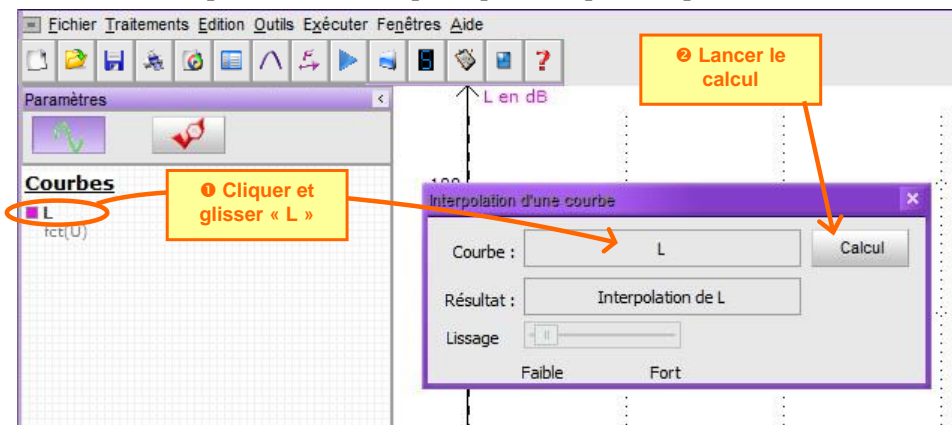 Fichier Traitements Edition Outils Exécuter Fenêtres Aide
❷ Lancer le
calcul
Paramètres
L en dB
Courbes
L
fct(U)
❶ Cliquer et
glisser « L »
100
Interpolation d'une courbe
Courbe :
L
Calcul
Résultat :
Interpolation de L
Lissage
Faible Fort